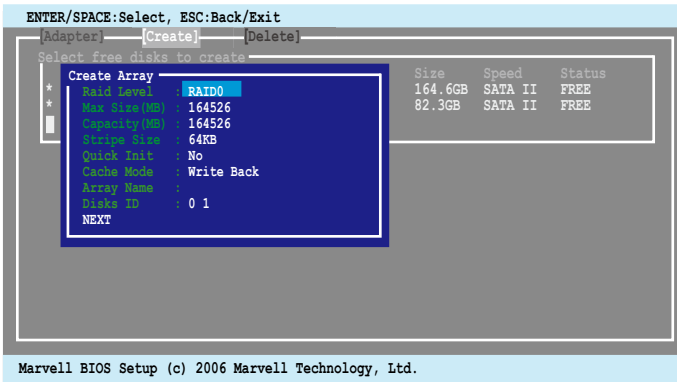 ENTER/SPACE:Select, ESC:Back/Exit
[Adapter] [Create] [Delete]
Select free disks to create
Create Array Size Speed Status
* Raid Level : RAID0 164.6GB SATA II FREE
* Max Size(MB) : 164526 82.3GB SATA II FREE
Capacity(MB) : 164526
Stripe Size : 64KB
Quick Init : No
Cache Mode : Write Back
Array Name :
Disks ID : 0 1
NEXT
Marvell BIOS Setup (c) 2006 Marvell Technology, Ltd.